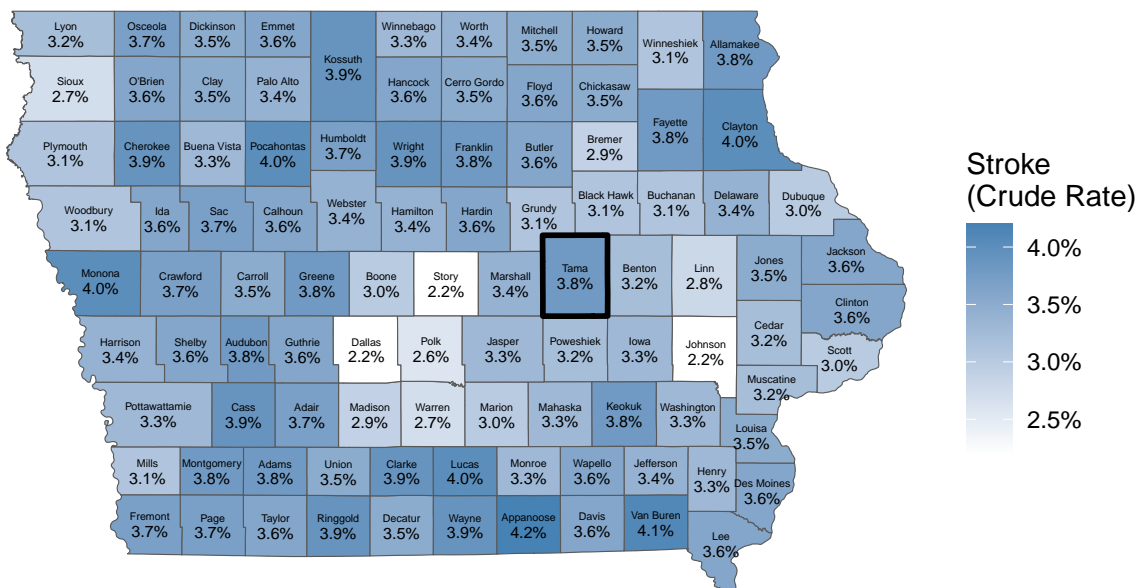 Lyon
3.2%
Osceola
3.7%
Dickinson
3.5%
Emmet
3.6%
Kossuth
3.9%
Winnebago
3.3%
Worth
3.4%
Mitchell
3.5%
Howard
3.5%
Winneshiek
3.1%
Allamakee
3.8%
Sioux
2.7%
O'Brien
3.6%
Clay
3.5%
Palo Alto
3.4%
Hancock
3.6%
Cerro Gordo
3.5%
Floyd
3.6%
Chickasaw
3.5%
Plymouth
3.1%
Cherokee
3.9%
Buena Vista
3.3%
Pocahontas
4.0%
Humboldt
3.7%
Wright
3.9%
Franklin
3.8%
Butler
3.6%
Bremer
2.9%
Fayette
3.8%
Clayton
4.0%
Woodbury
3.1%
Ida
3.6%
Sac
3.7%
Calhoun
3.6%
Webster
3.4%
Hamilton
3.4%
Hardin
3.6%
Grundy
3.1%
Black Hawk
3.1%
Buchanan
3.1%
Delaware
3.4%
Dubuque
3.0%
Monona
4.0%
Crawford
3.7%
Carroll
3.5%
Greene
3.8%
Boone
3.0%
Story
2.2%
Marshall
3.4%
Tama
3.8%
Benton
3.2%
Linn
2.8%
Jones
3.5%
Jackson
3.6%
Clinton
3.6%
Harrison
3.4%
Shelby
3.6%
Audubon
3.8%
Guthrie
3.6%
Dallas
2.2%
Polk
2.6%
Jasper
3.3%
Poweshiek
3.2%
Iowa
3.3%
Johnson
2.2%
Cedar
3.2%
Scott
3.0%
Muscatine
3.2%
Pottawattamie
3.3%
Cass
3.9%
Adair
3.7%
Madison
2.9%
Warren
2.7%
Marion
3.0%
Mahaska
3.3%
Keokuk
3.8%
Washington
3.3%
Louisa
3.5%
Mills
3.1%
Montgomery
3.8%
Adams
3.8%
Union
3.5%
Clarke
3.9%
Lucas
4.0%
Monroe
3.3%
Wapello
3.6%
Jefferson
3.4%
Henry
3.3%
Des Moines
3.6%
Fremont
3.7%
Page
3.7%
Taylor
3.6%
Ringgold
3.9%
Decatur
3.5%
Wayne
3.9%
Appanoose
4.2%
Davis
3.6%
Van Buren
4.1%
Lee
3.6%
Stroke
(Crude Rate)
4.0%
3.5%
3.0%
2.5%